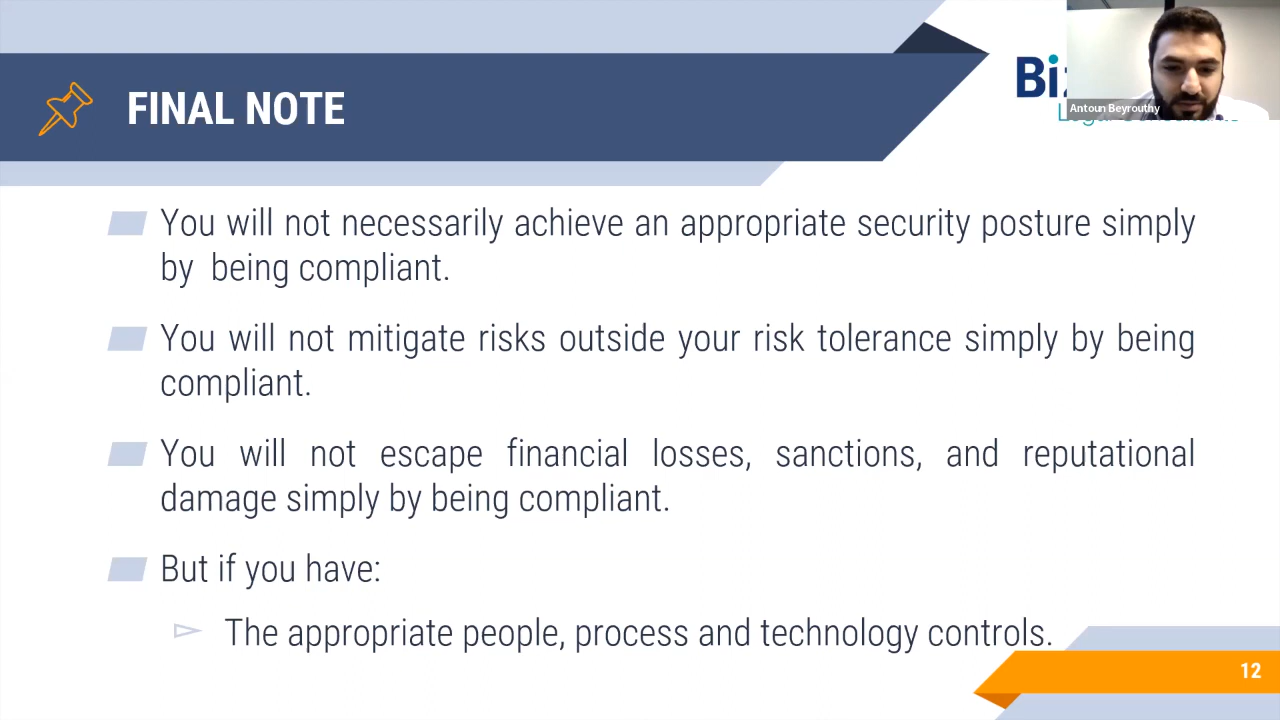 FINAL NOTE
Antoun Beyrouthy
You will not necessarily achieve an appropriate security posture simply
by being compliant.
You will not mitigate risks outside your risk tolerance simply by being
compliant.
You will not escape financial losses, sanctions, and reputational
damage simply by being compliant.
But if you have:
The appropriate people, process and technology controls.
12